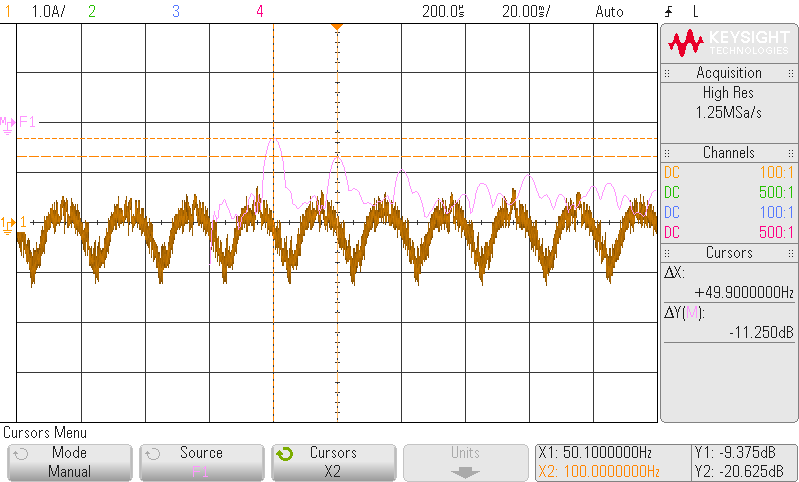 1 1.0A/ 2 3 4 200.0µs 20.00ms/ Auto L
KEYSIGHT
TECHNOLOGIES
Acquisition
High Res
1.25MSa/s
Channels
DC 100:1
DC 500:1
DC 100:1
DC 500:1
Cursors
ΔX:
+49.9000000Hz
ΔY(M):
-11.250dB
M F1
1 1
Cursors Menu
Mode
Manual
Source
Cursors
X2
Units
X1: 50.1000000Hz
X2: 100.0000000Hz
Y1: -9.375dB
Y2: -20.625dB